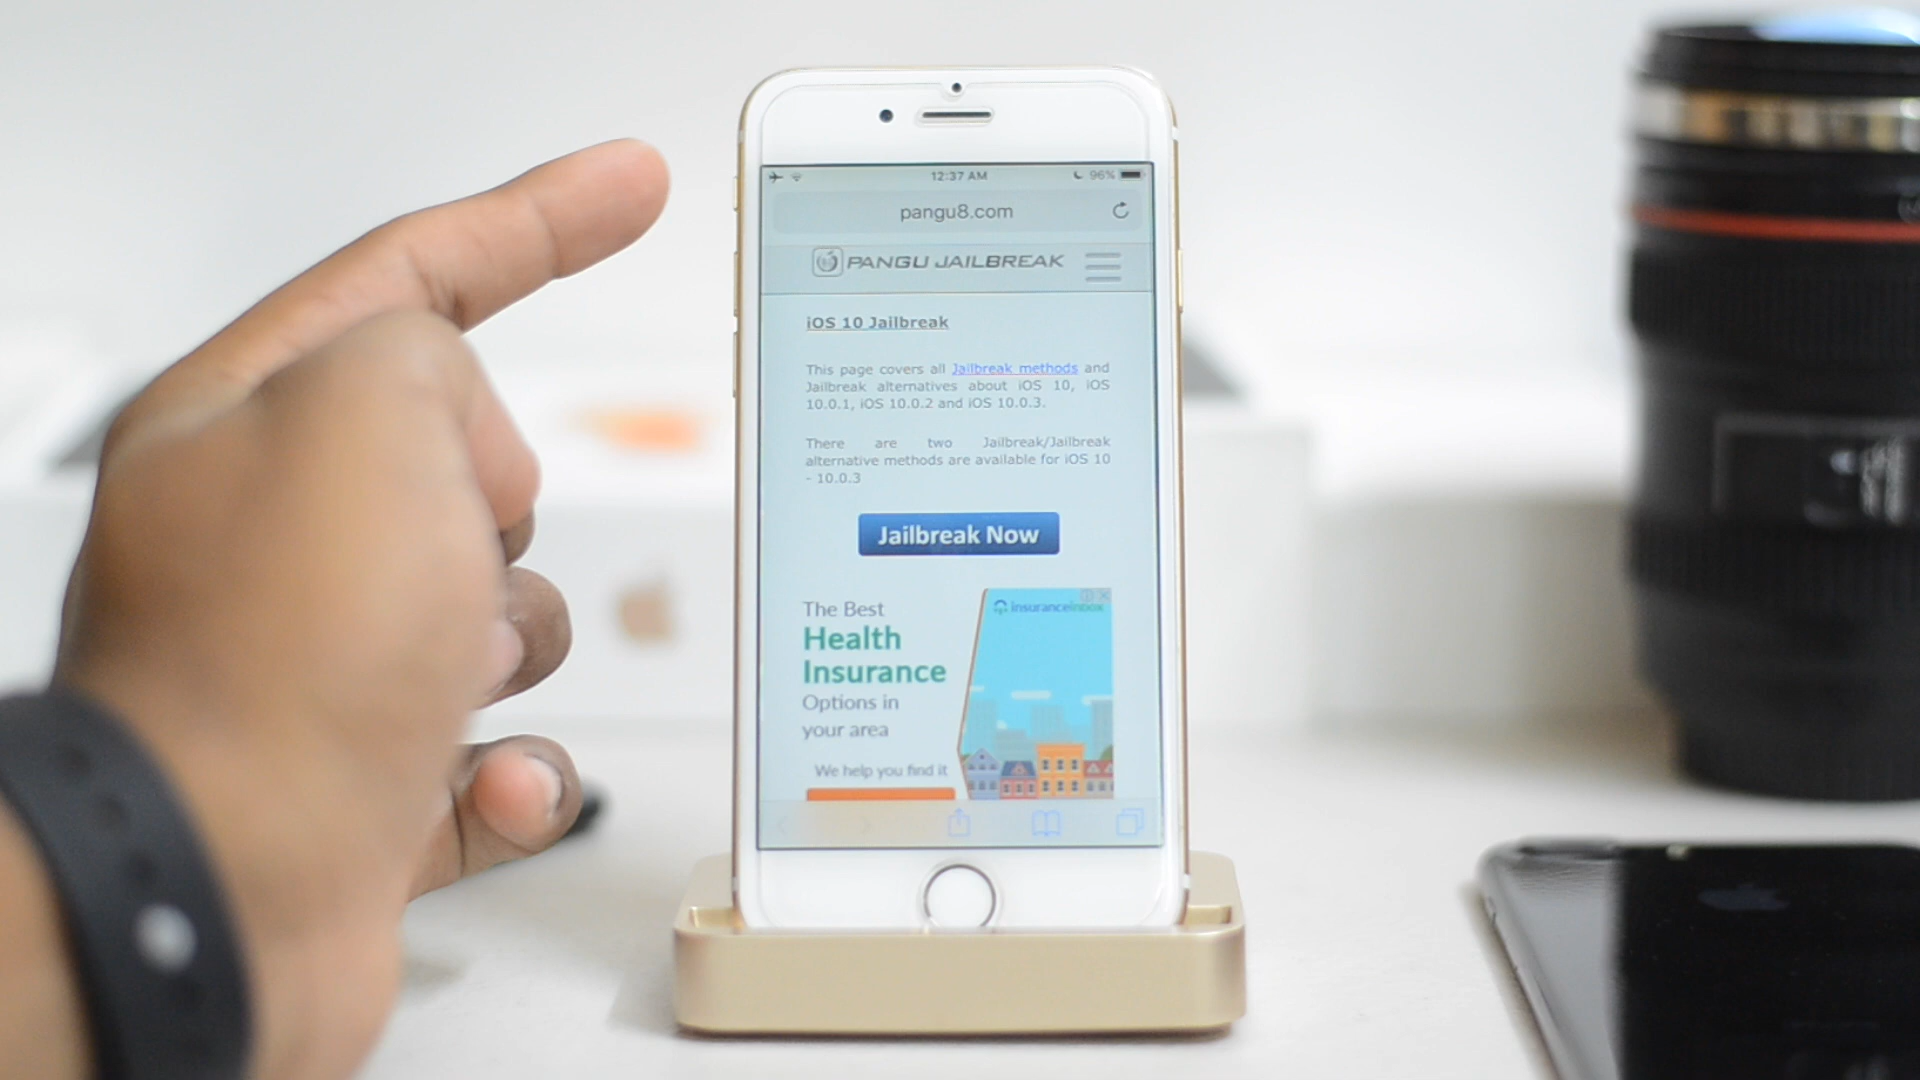 12:37 AM
96%
pangu8.com
PANGU JAILBREAK
iOS 10 Jailbreak
This page covers all Jailbreak methods and
Jailbreak alternatives about iOS 10, iOS
10.0.1, iOS 10.0.2 and iOS 10.0.3.
There are two Jailbreak/Jailbreak
alternative methods are available for iOS 10
- 10.0.3
Jailbreak Now
The Best
Health
Insurance
Options in
your area
We help you find it
insuranceinbox